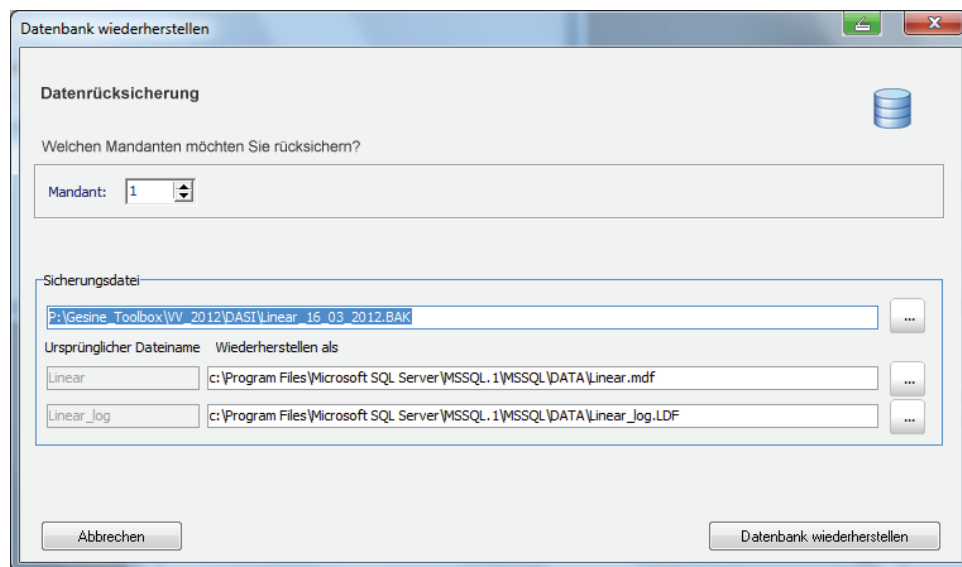 Datenbank wiederherstellen
Datenrücksicherung
Welchen Mandanten möchten Sie rücksichern?
Mandant: 1
Sicherungsdatei
P:\Gesine_Toolbox\VV_2012\DASI\Linear_16_03_2012.BAK ...
Ursprünglicher Dateiname Wiederherstellen als
Linear c:\Program Files\Microsoft SQL Server\MSSQL.1\MSSQL\DATA\Linear.mdf ...
Linear_log c:\Program Files\Microsoft SQL Server\MSSQL.1\MSSQL\DATA\Linear_log.LDF ...
Abbrechen Datenbank wiederherstellen